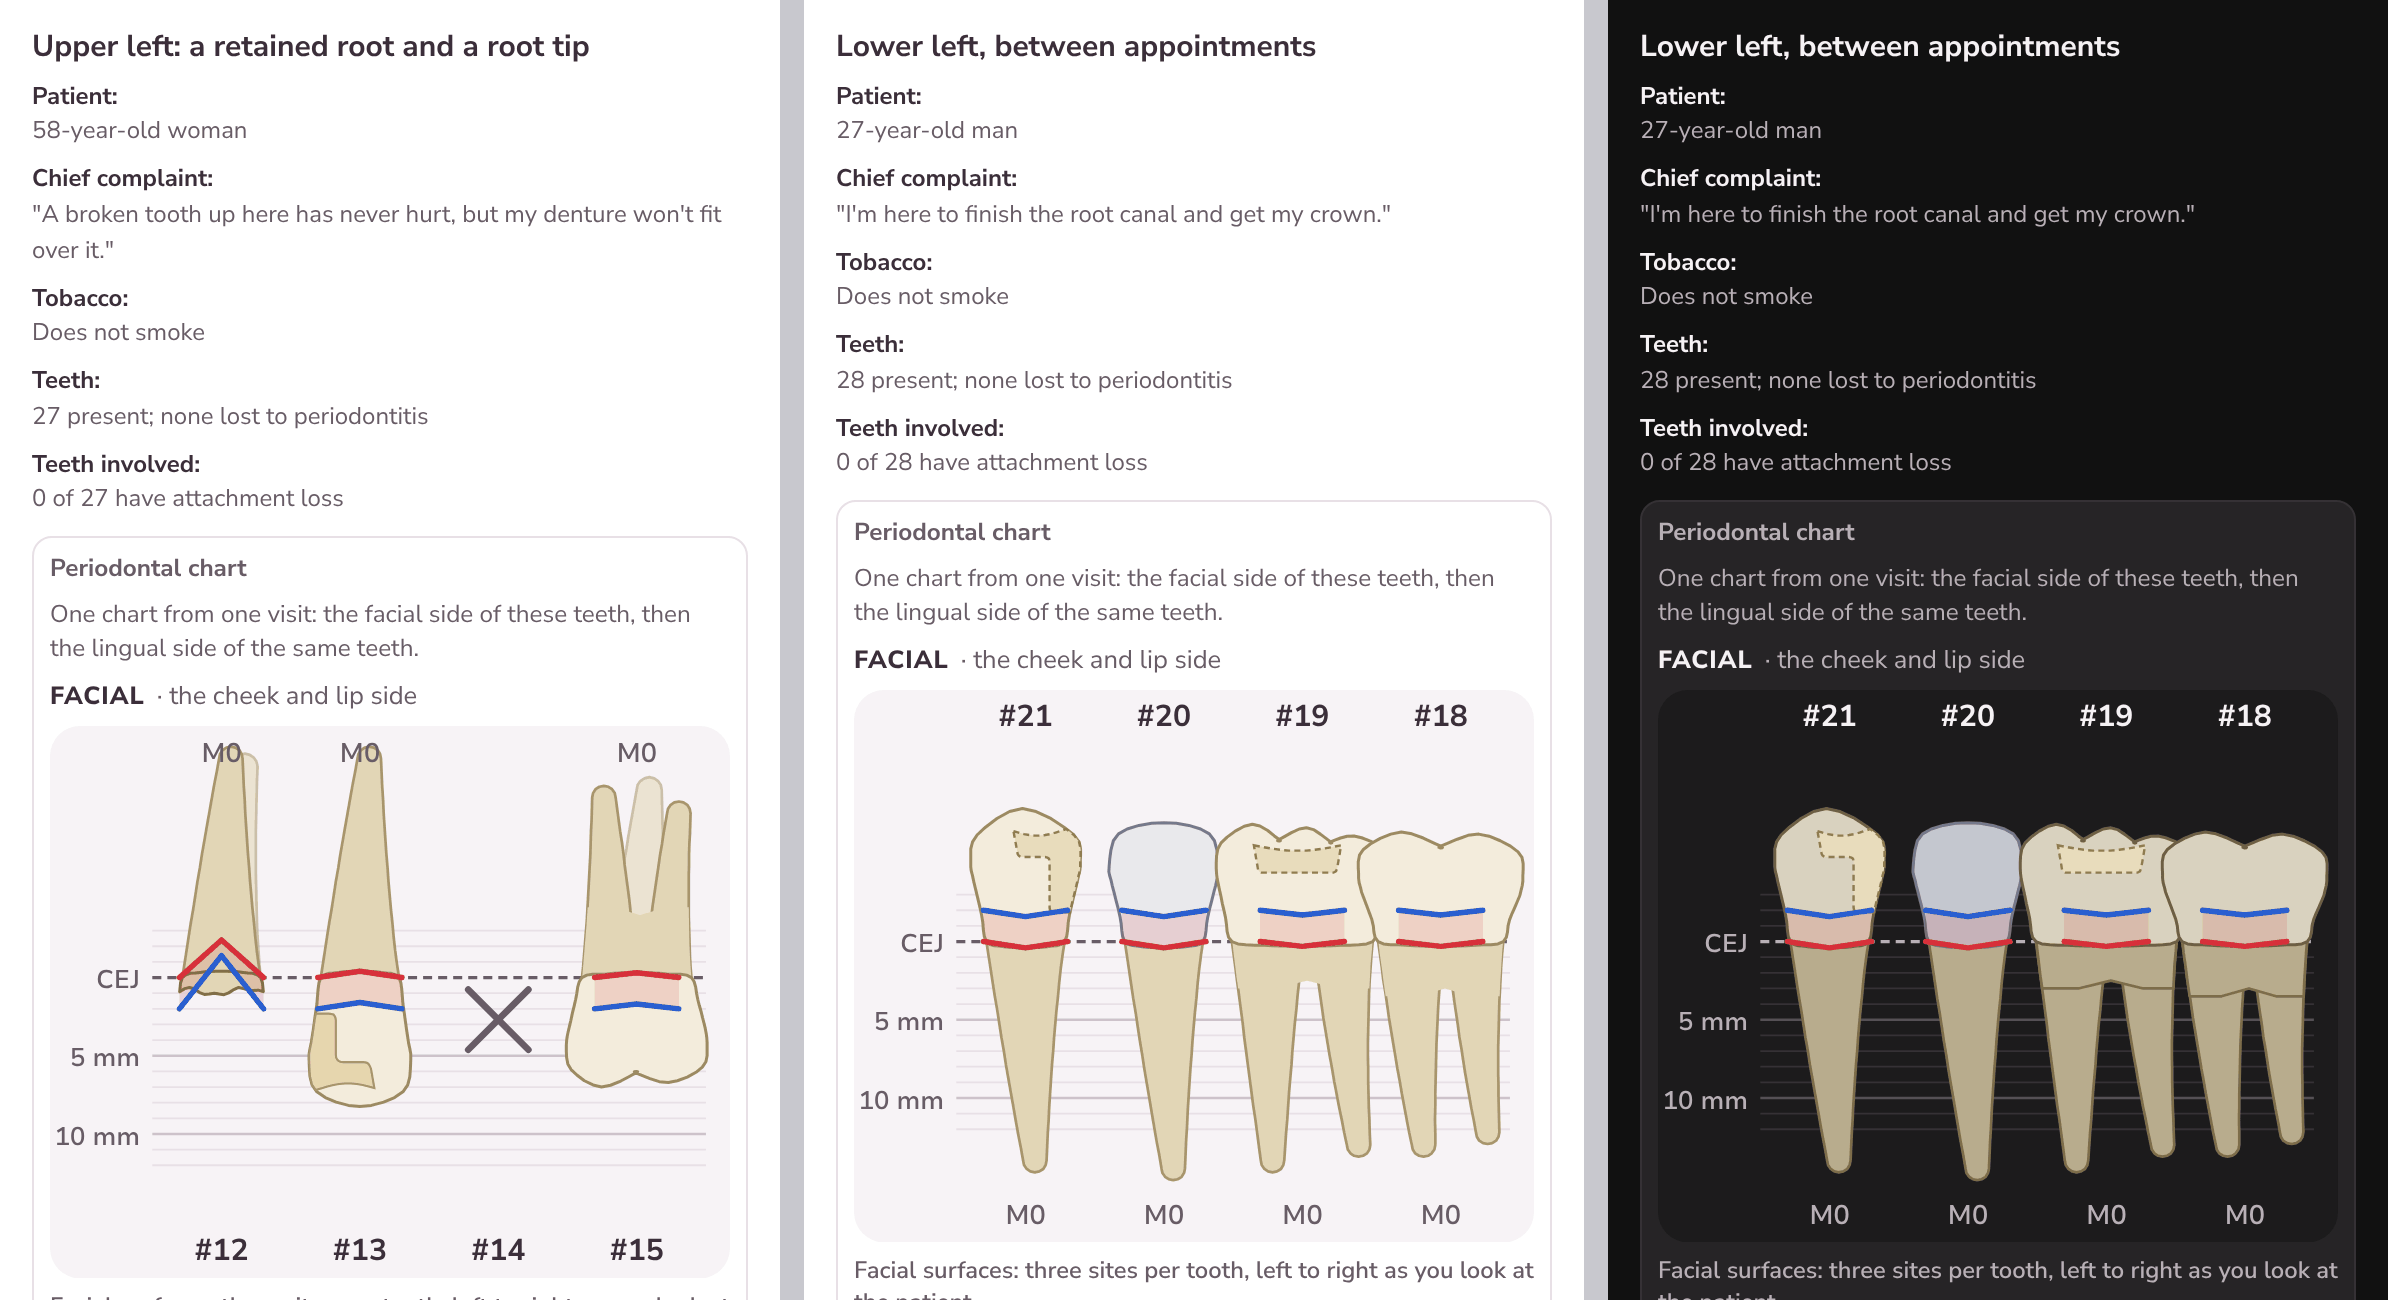 Upper left: a retained root and a root tip
Patient:
58-year-old woman
Chief complaint:
"A broken tooth up here has never hurt, but my denture won't fit
over it."
Tobacco:
Does not smoke
Teeth:
27 present; none lost to periodontitis
Teeth involved:
0 of 27 have attachment loss
Periodontal chart
One chart from one visit: the facial side of these teeth, then
the lingual side of the same teeth.
FACIAL · the cheek and lip side
M0 M0 M0
CEJ
5 mm
10 mm
#12 #13 #14 #15
Lower left, between appointments
Patient:
27-year-old man
Chief complaint:
"I'm here to finish the root canal and get my crown."
Tobacco:
Does not smoke
Teeth:
28 present; none lost to periodontitis
Teeth involved:
0 of 28 have attachment loss
Periodontal chart
One chart from one visit: the facial side of these teeth, then
the lingual side of the same teeth.
FACIAL · the cheek and lip side
#21 #20 #19 #18
CEJ
5 mm
10 mm
M0 M0 M0 M0
Facial surfaces: three sites per tooth, left to right as you look at
Lower left, between appointments
Patient:
27-year-old man
Chief complaint:
"I'm here to finish the root canal and get my crown."
Tobacco:
Does not smoke
Teeth:
28 present; none lost to periodontitis
Teeth involved:
0 of 28 have attachment loss
Periodontal chart
One chart from one visit: the facial side of these teeth, then
the lingual side of the same teeth.
FACIAL · the cheek and lip side
#21 #20 #19 #18
CEJ
5 mm
10 mm
M0 M0 M0 M0
Facial surfaces: three sites per tooth, left to right as you look at